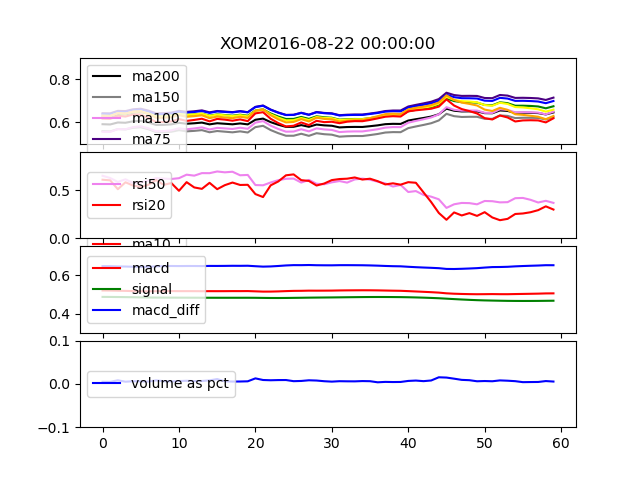 XOM2016-08-22 00:00:00
0.8
0.6
ma200
ma150
ma100
ma75
0.5
0.0
rsi50
rsi20
ma10
0.6
0.4
macd
signal
macd_diff
0.1
0.0
−0.1
volume as pct
0 10 20 30 40 50 60